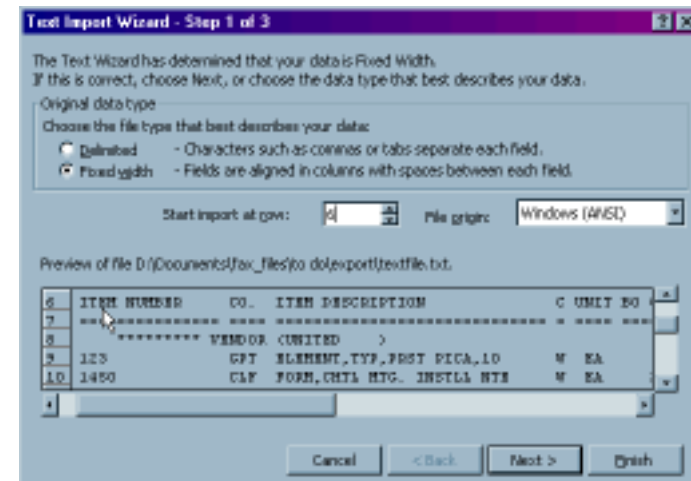 Text Import Wizard - Step 1 of 3
The Text Wizard has determined that your data is Fixed Width.
If this is correct, choose Next, or choose the data type that best describes your data.
Original data type
Choose the file type that best describes your data:
Delimited - Characters such as commas or tabs separate each field.
Fixed width - Fields are aligned in columns with spaces between each field.
Start import at row: 6 File origin: Windows (ANSI)
Preview of file D:\Documents\fax_files\to do\export\textfile.txt.
6 ITEM NUMBER CO. ITEM DESCRIPTION C UNIT BO
7
8 ********* VENDOR (UNITED )
9 123 GPT ELEMENT,TYP,PRST PICA,10 W EA
10 1450 CLF FORM, MTG. W EA
Cancel < Back Next > Finish